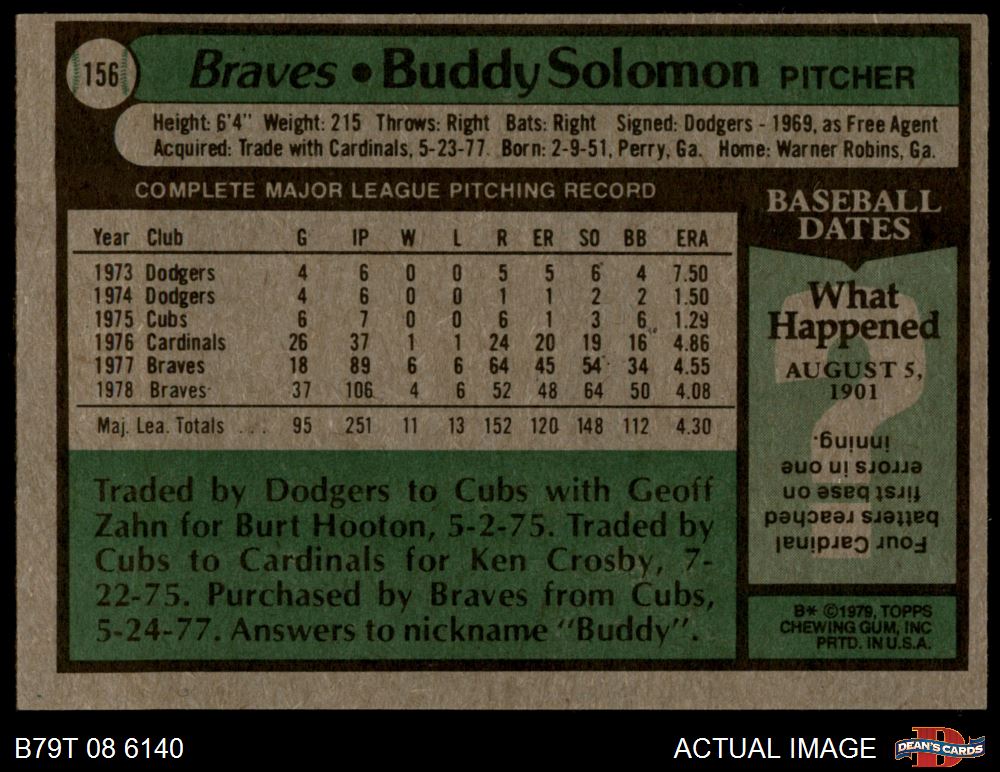 156
Braves • Buddy Solomon PITCHER
Height: 6'4" Weight: 215 Throws: Right Bats: Right Signed: Dodgers - 1969, as Free Agent
Acquired: Trade with Cardinals, 5-23-77. Born: 2-9-51, Perry, Ga. Home: Warner Robins, Ga.
COMPLETE MAJOR LEAGUE PITCHING RECORD
Year Club G IP W L R ER SO BB ERA
1973 Dodgers 4 6 0 0 5 5 6 4 7.50
1974 Dodgers 4 6 0 0 1 1 2 2 1.50
1975 Cubs 6 7 0 0 6 1 3 6 1.29
1976 Cardinals 26 37 1 1 24 20 19 16 4.86
1977 Braves 18 89 6 6 64 45 54 34 4.55
1978 Braves 37 106 4 6 52 48 64 50 4.08
Maj. Lea. Totals . . . 95 251 11 13 152 120 148 112 4.30
Traded by Dodgers to Cubs with Geoff
Zahn for Burt Hooton, 5-2-75. Traded by
Cubs to Cardinals for Ken Crosby, 7-
22-75. Purchased by Braves from Cubs,
5-24-77. Answers to nickname "Buddy".
BASEBALL
DATES
What
Happened
AUGUST 5,
1901
?
Four Cardinal
batters reached
first base on
errors in one
inning.
B* ©1979, TOPPS
CHEWING GUM, INC
PRTD. IN U.S.A.
B79T 08 6140
ACTUAL IMAGE
D
DEAN'S CARDS